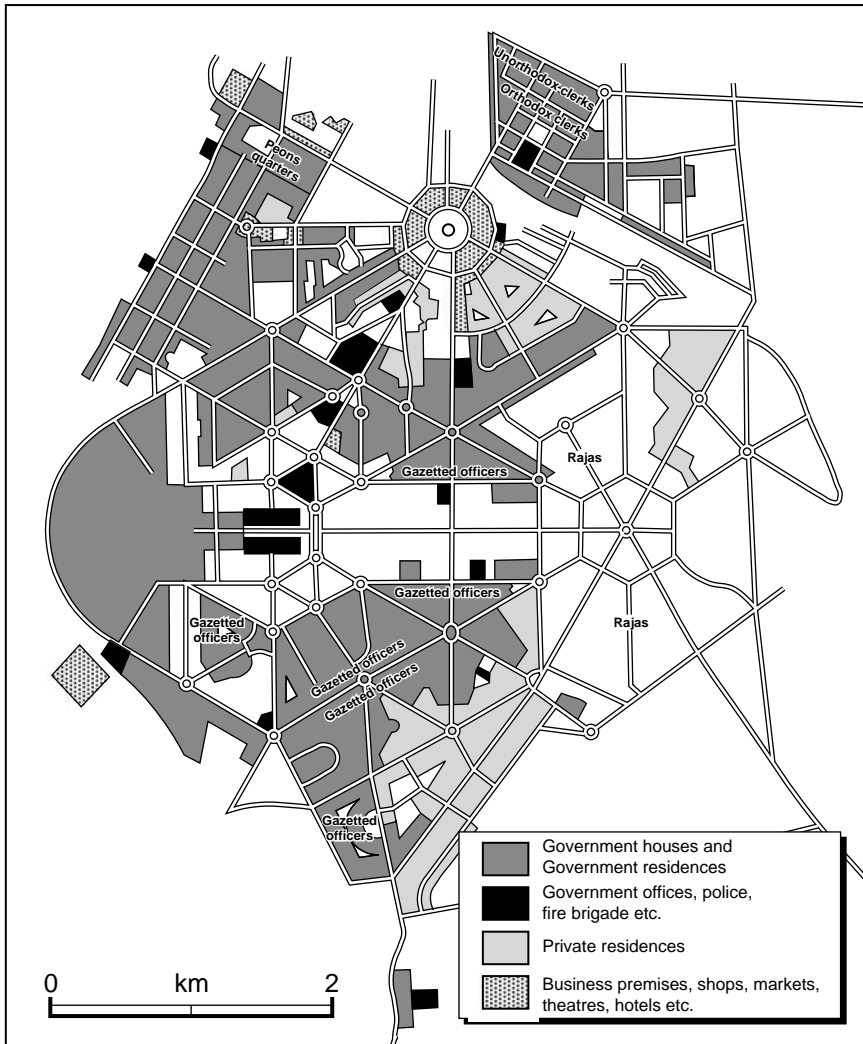 Unorthodox clerks
Orthodox clerks
Peons
quarters
Gazetted officers
Rajas
Gazetted officers
Gazetted
officers
Rajas
Gazetted officers
Gazetted officers
Gazetted
officers
Government houses and
Government residences
Government offices, police,
fire brigade etc.
Private residences
Business premises, shops, markets,
theatres, hotels etc.
0 km 2